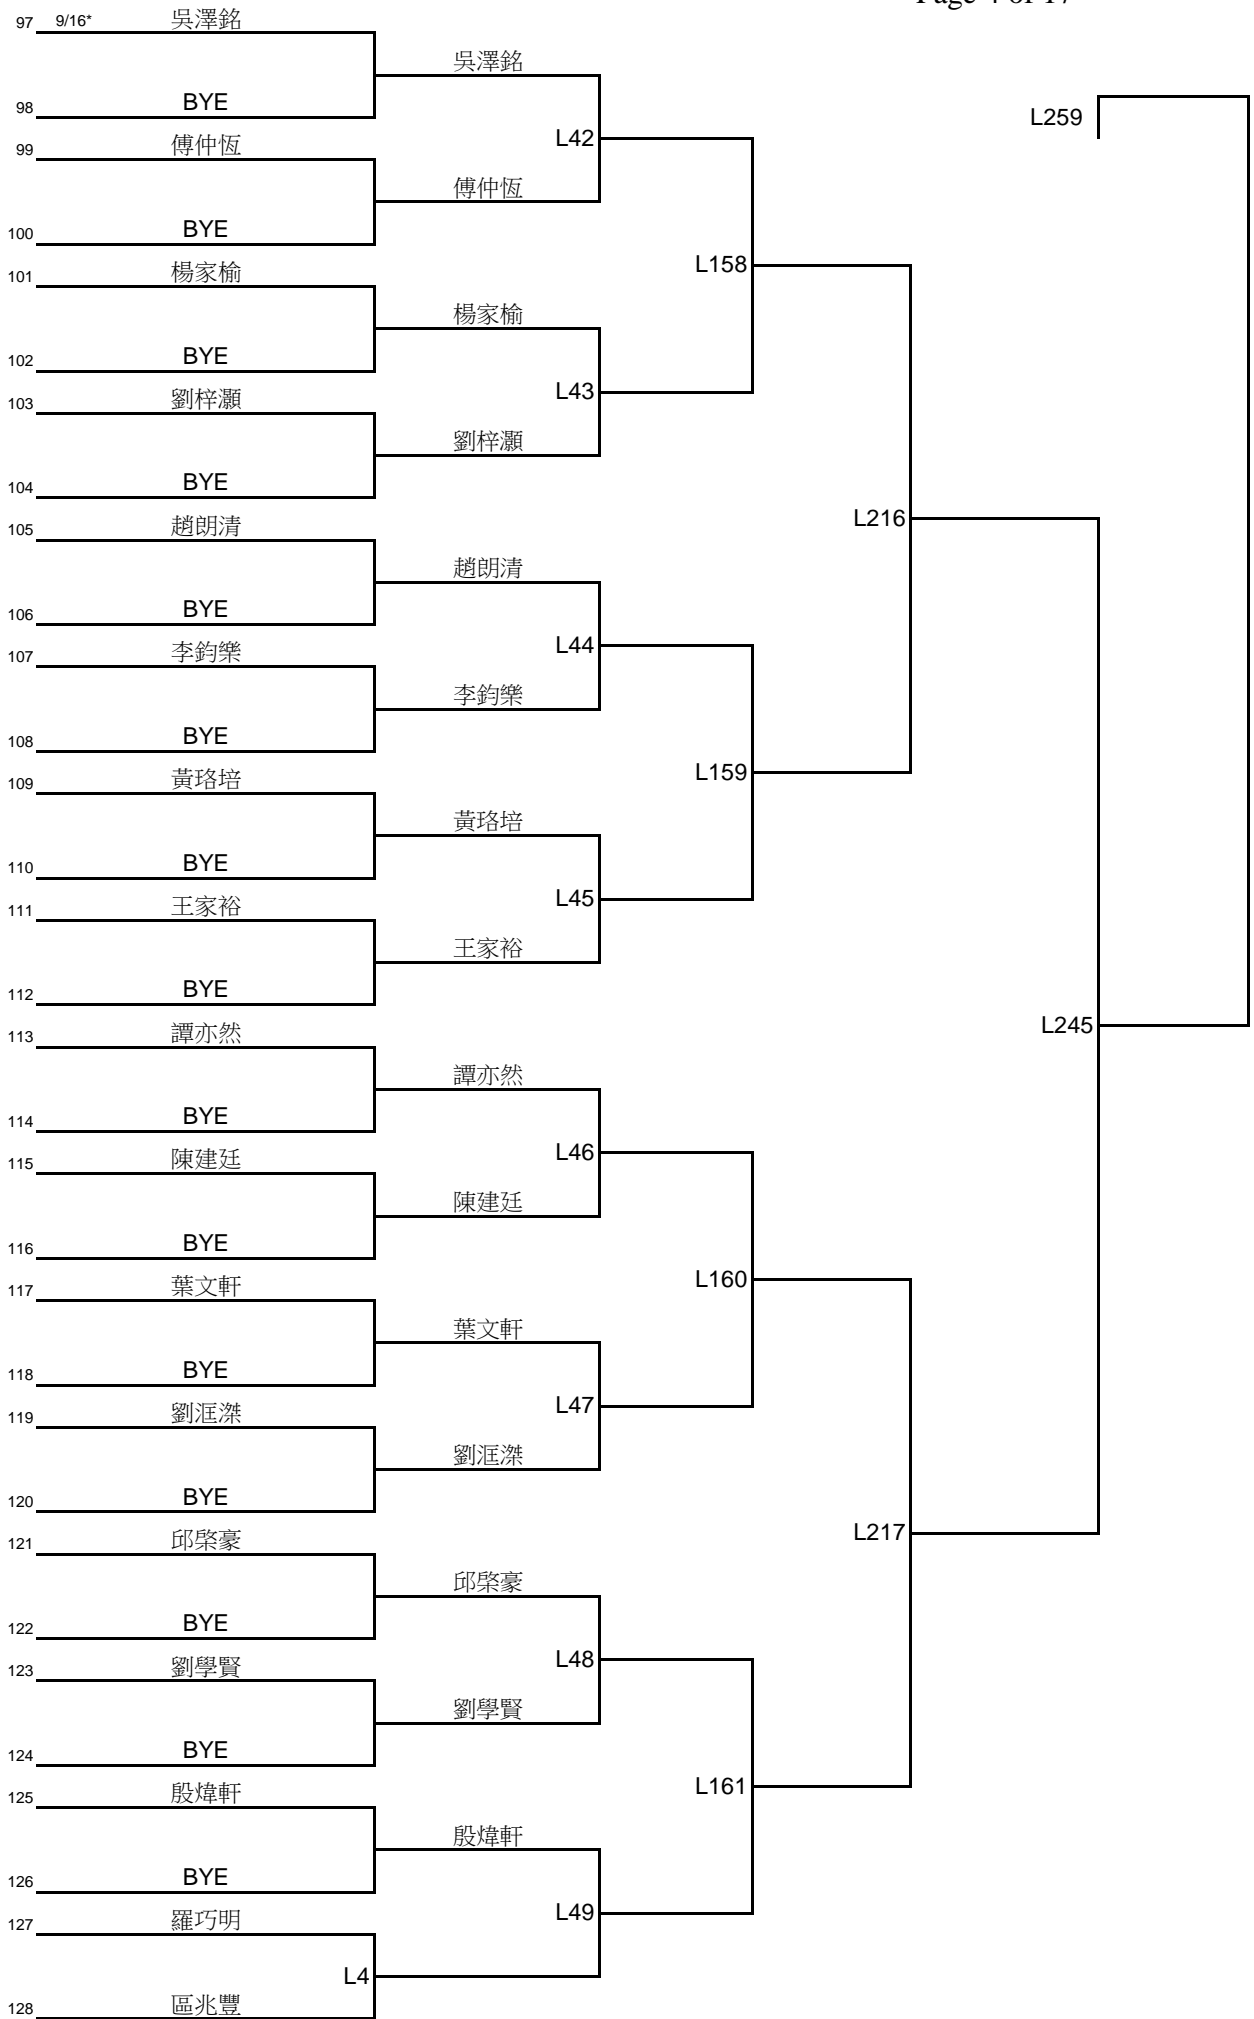 Page 4 of 17
97 9/16* 吳澤銘
吳澤銘
98 BYE
L259
99 傅仲恆
L42
傅仲恆
100 BYE
L158
101 楊家榆
楊家榆
102 BYE
L43
103 劉梓灝
劉梓灝
104 BYE
L216
105 趙朗清
趙朗清
106 BYE
L44
107 李鈞樂
李鈞樂
108 BYE
L159
109 黃珞培
黃珞培
110 BYE
L45
111 王家裕
王家裕
112 BYE
L245
113 譚亦然
譚亦然
114 BYE
L46
115 陳建廷
陳建廷
116 BYE
L160
117 葉文軒
葉文軒
118 BYE
L47
119 劉洭滐
劉洭滐
120 BYE
L217
121 邱棨豪
邱棨豪
122 BYE
L48
123 劉學賢
劉學賢
124 BYE
L161
125 殷煒軒
殷煒軒
126 BYE
L49
127 羅巧明
L4
128 區兆豐